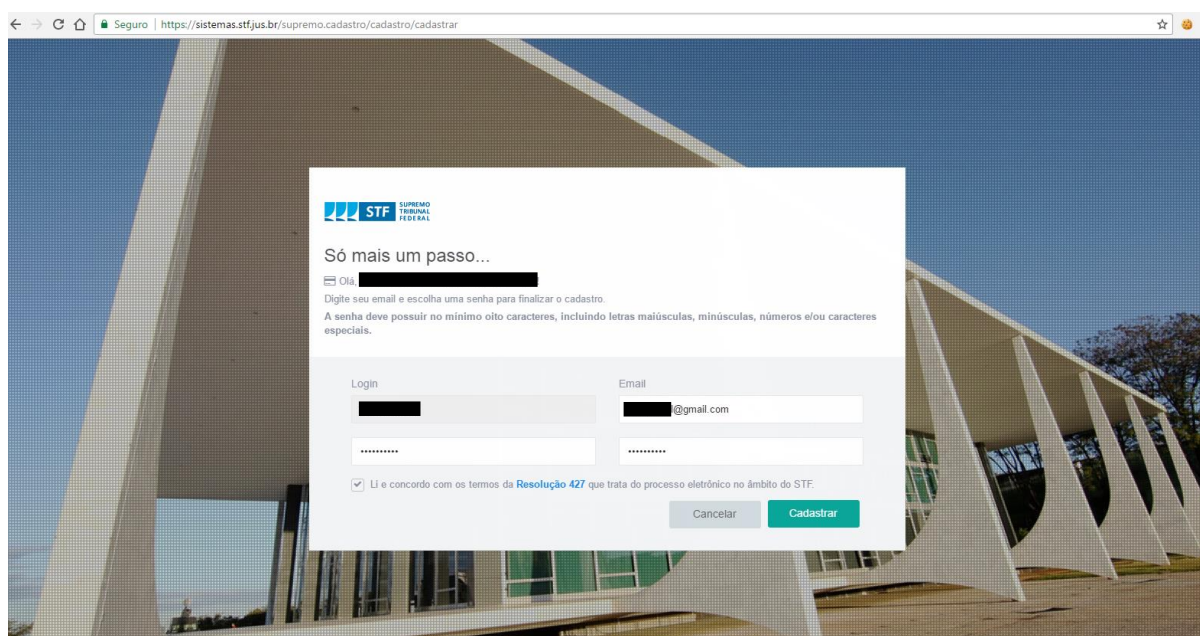 Seguro | https://sistemas.stf.jus.br/supremo.cadastro/cadastro/cadastrar
STF SUPREMO
TRIBUNAL
FEDERAL
Só mais um passo...
Olá,
Digite seu email e escolha uma senha para finalizar o cadastro.
A senha deve possuir no mínimo oito caracteres, incluindo letras maiúsculas, minúsculas, números e/ou caracteres
especiais.
Login
Email
@gmail.com
••••••••••
••••••••••
Li e concordo com os termos da Resolução 427 que trata do processo eletrônico no âmbito do STF.
Cancelar
Cadastrar